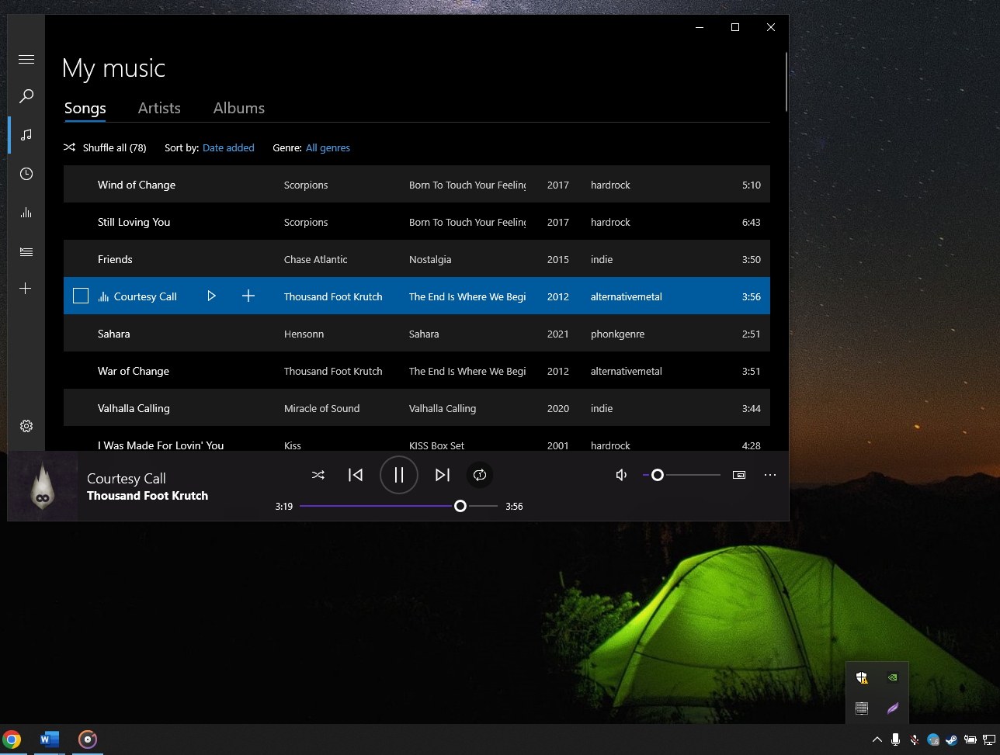 My music
Songs Artists Albums
Shuffle all (78) Sort by: Date added Genre: All genres
Wind of Change Scorpions Born To Touch Your Feeling 2017 hardrock 5:10
Still Loving You Scorpions Born To Touch Your Feeling 2017 hardrock 6:43
Friends Chase Atlantic Nostalgia 2015 indie 3:50
Courtesy Call Thousand Foot Krutch The End Is Where We Begi 2012 alternativemetal 3:56
Sahara Hensonn Sahara 2021 phonkgenre 2:51
War of Change Thousand Foot Krutch The End Is Where We Begi 2012 alternativemetal 3:51
Valhalla Calling Miracle of Sound Valhalla Calling 2020 indie 3:44
I Was Made For Lovin' You Kiss KISS Box Set 2001 hardrock 4:28
Courtesy Call
Thousand Foot Krutch
1
3:19 3:56
W